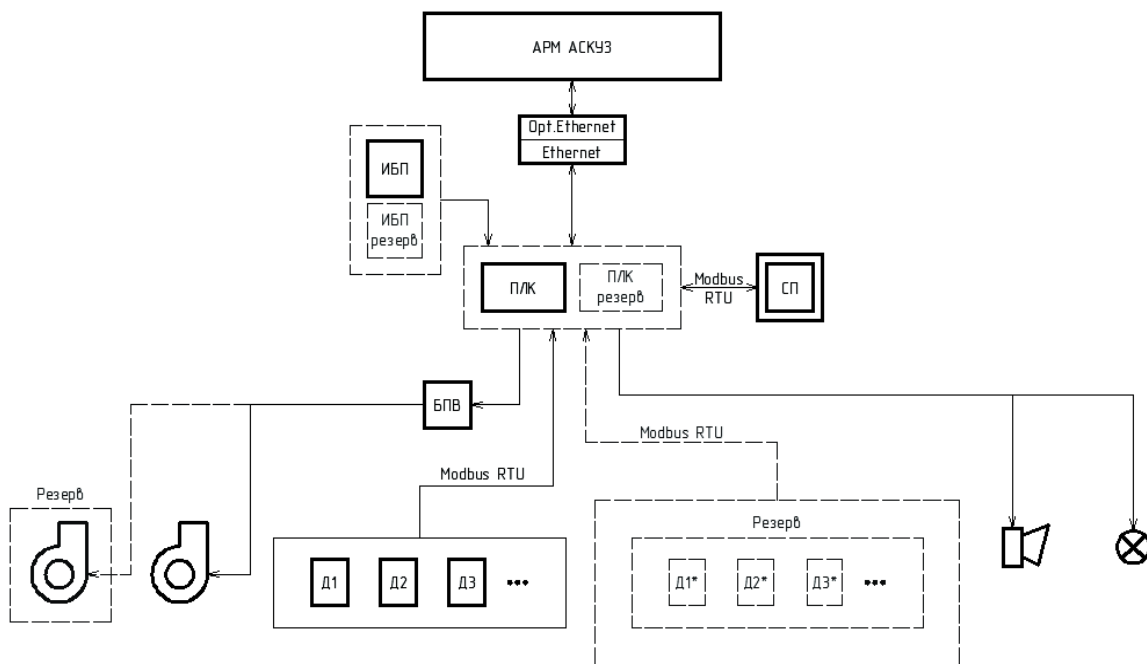 АРМ АСКУЗ
Opt.Ethernet
Ethernet
ИБП
ИБП
резерв
ПЛК
ПЛК
резерв
Modbus
RTU
СП
БПВ
Modbus RTU
Modbus RTU
Резерв
Резерв
Д1
Д2
Д3
•••
Д1*
Д2*
Д3*
•••